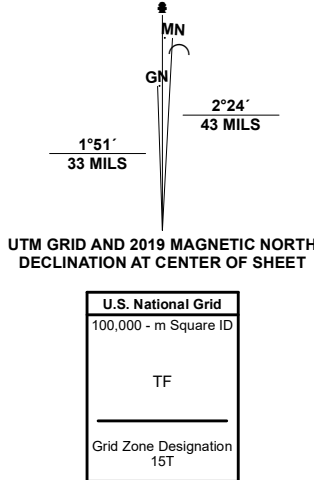 MN
GN
2°24´
43 MILS
1°51´
33 MILS
UTM GRID AND 2019 MAGNETIC NORTH
DECLINATION AT CENTER OF SHEET
U.S. National Grid
100,000 - m Square ID
TF
Grid Zone Designation
15T